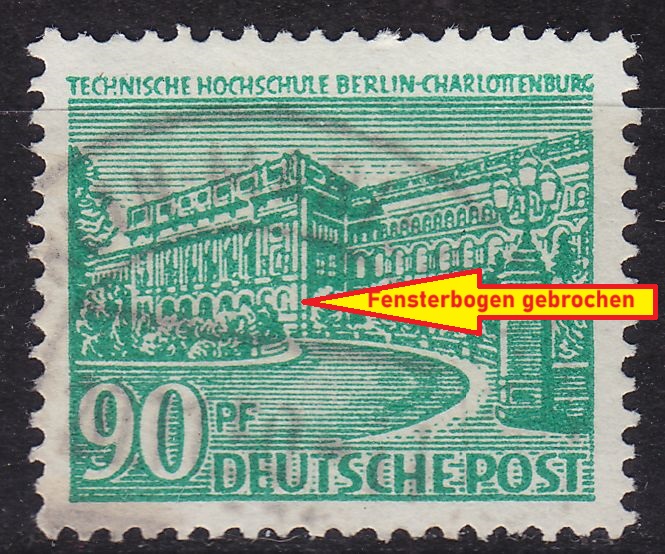 TECHNISCHE HOCHSCHULE BERLIN-CHARLOTTENBURG
Fensterbogen gebrochen
90 PF
DEUTSCHE POST